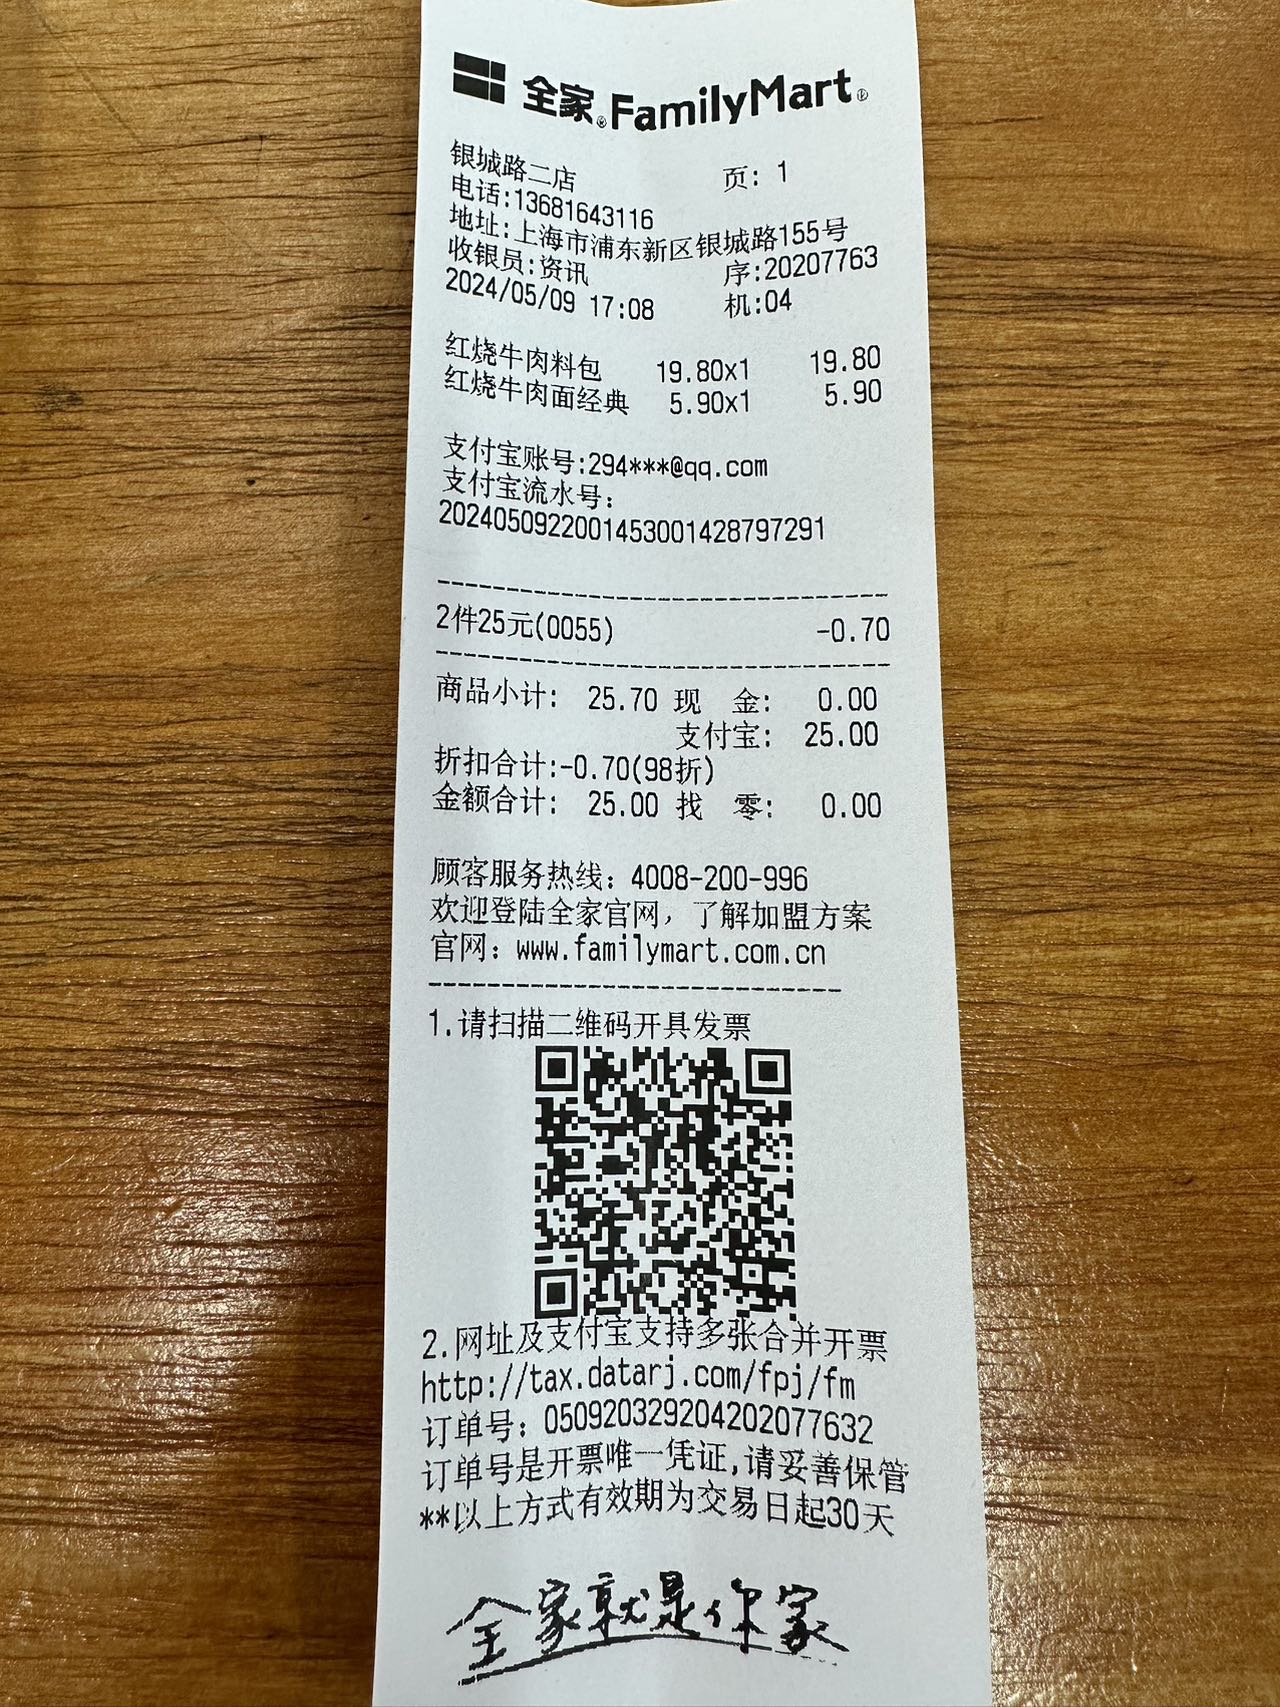 全家 FamilyMart
银城路二店 页: 1
电话:13681643116
地址:上海市浦东新区银城路155号
收银员:资讯 序:20207763
2024/05/09 17:08 机:04
红烧牛肉料包 19.80x1 19.80
红烧牛肉面经典 5.90x1 5.90
支付宝账号:294***@qq.com
支付宝流水号:
2024050922001453001428797291
2件25元(0055) -0.70
商品小计: 25.70 现 金: 0.00
支付宝: 25.00
折扣合计:-0.70(98折)
金额合计: 25.00 找 零: 0.00
顾客服务热线: 4008-200-996
欢迎登陆全家官网, 了解加盟方案
官网: www.familymart.com.cn
1.请扫描二维码开具发票
2.网址及支付宝支持多张合并开票
http://tax.datarj.com/fpj/fm
订单号: 050920329204202077632
订单号是开票唯一凭证,请妥善保管
**以上方式有效期为交易日起30天
全家就是你家